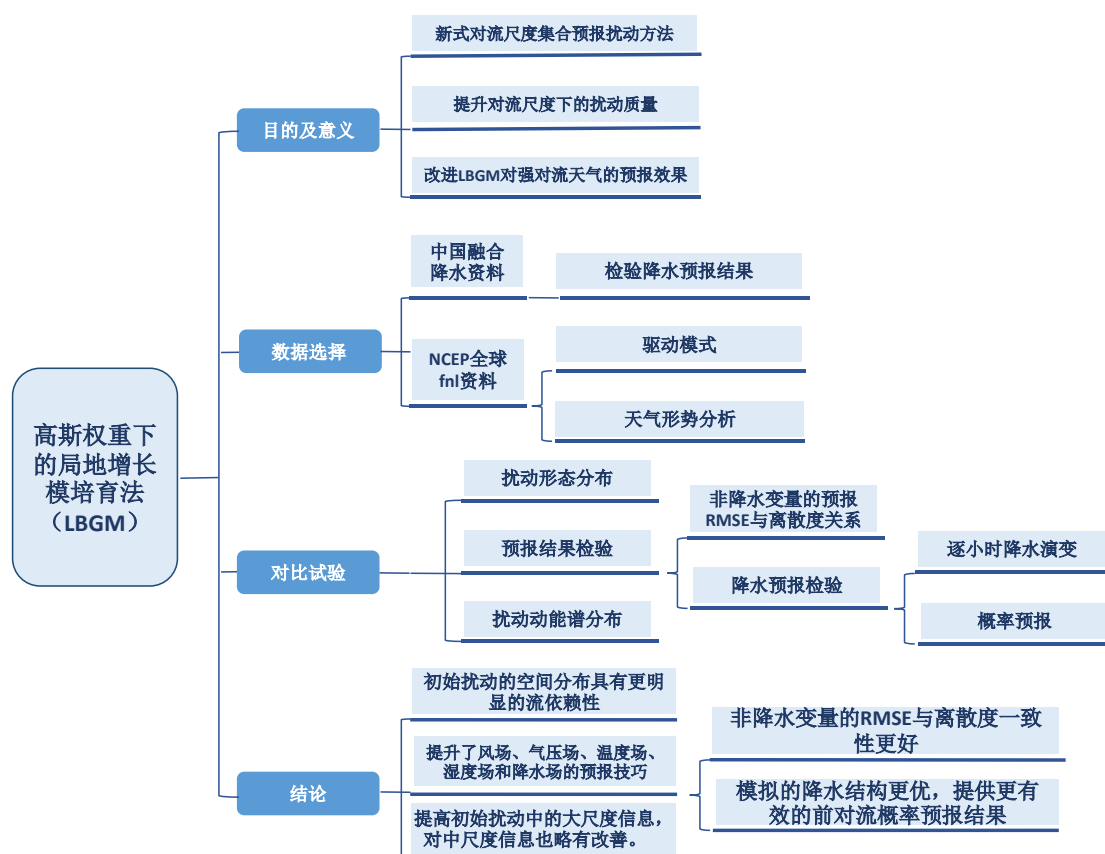 高斯权重下
的局地增长
模培育法
（LBGM）
目的及意义
新式对流尺度集合预报扰动方法
提升对流尺度下的扰动质量
改进LBGM对强对流天气的预报效果
数据选择
中国融合
降水资料
检验降水预报结果
NCEP全球
fnl资料
驱动模式
天气形势分析
对比试验
扰动形态分布
预报结果检验
非降水变量的预报
RMSE与离散度关系
降水预报检验
逐小时降水演变
概率预报
扰动动能谱分布
结论
初始扰动的空间分布具有更明
显的流依赖性
提升了风场、气压场、温度场、
湿度场和降水场的预报技巧
非降水变量的RMSE与离散度一致
性更好
模拟的降水结构更优，提供更有
效的前对流概率预报结果
提高初始扰动中的大尺度信息，
对中尺度信息也略有改善。